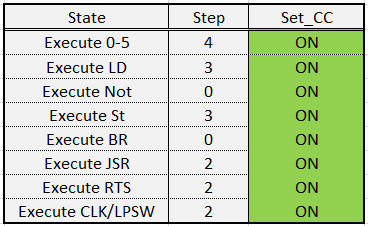 State Step Set_CC
Execute 0-5 4 ON
Execute LD 3 ON
Execute Not 0 ON
Execute St 3 ON
Execute BR 0 ON
Execute JSR 2 ON
Execute RTS 2 ON
Execute CLK/LPSW 2 ON